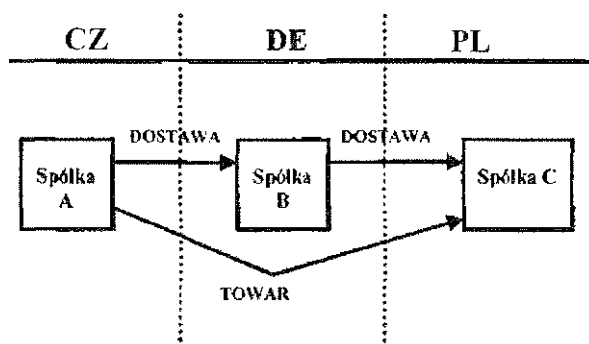 CZ DE PL
DOSTAWA DOSTAWA
Spółka Spółka Spółka C
A B
TOWAR